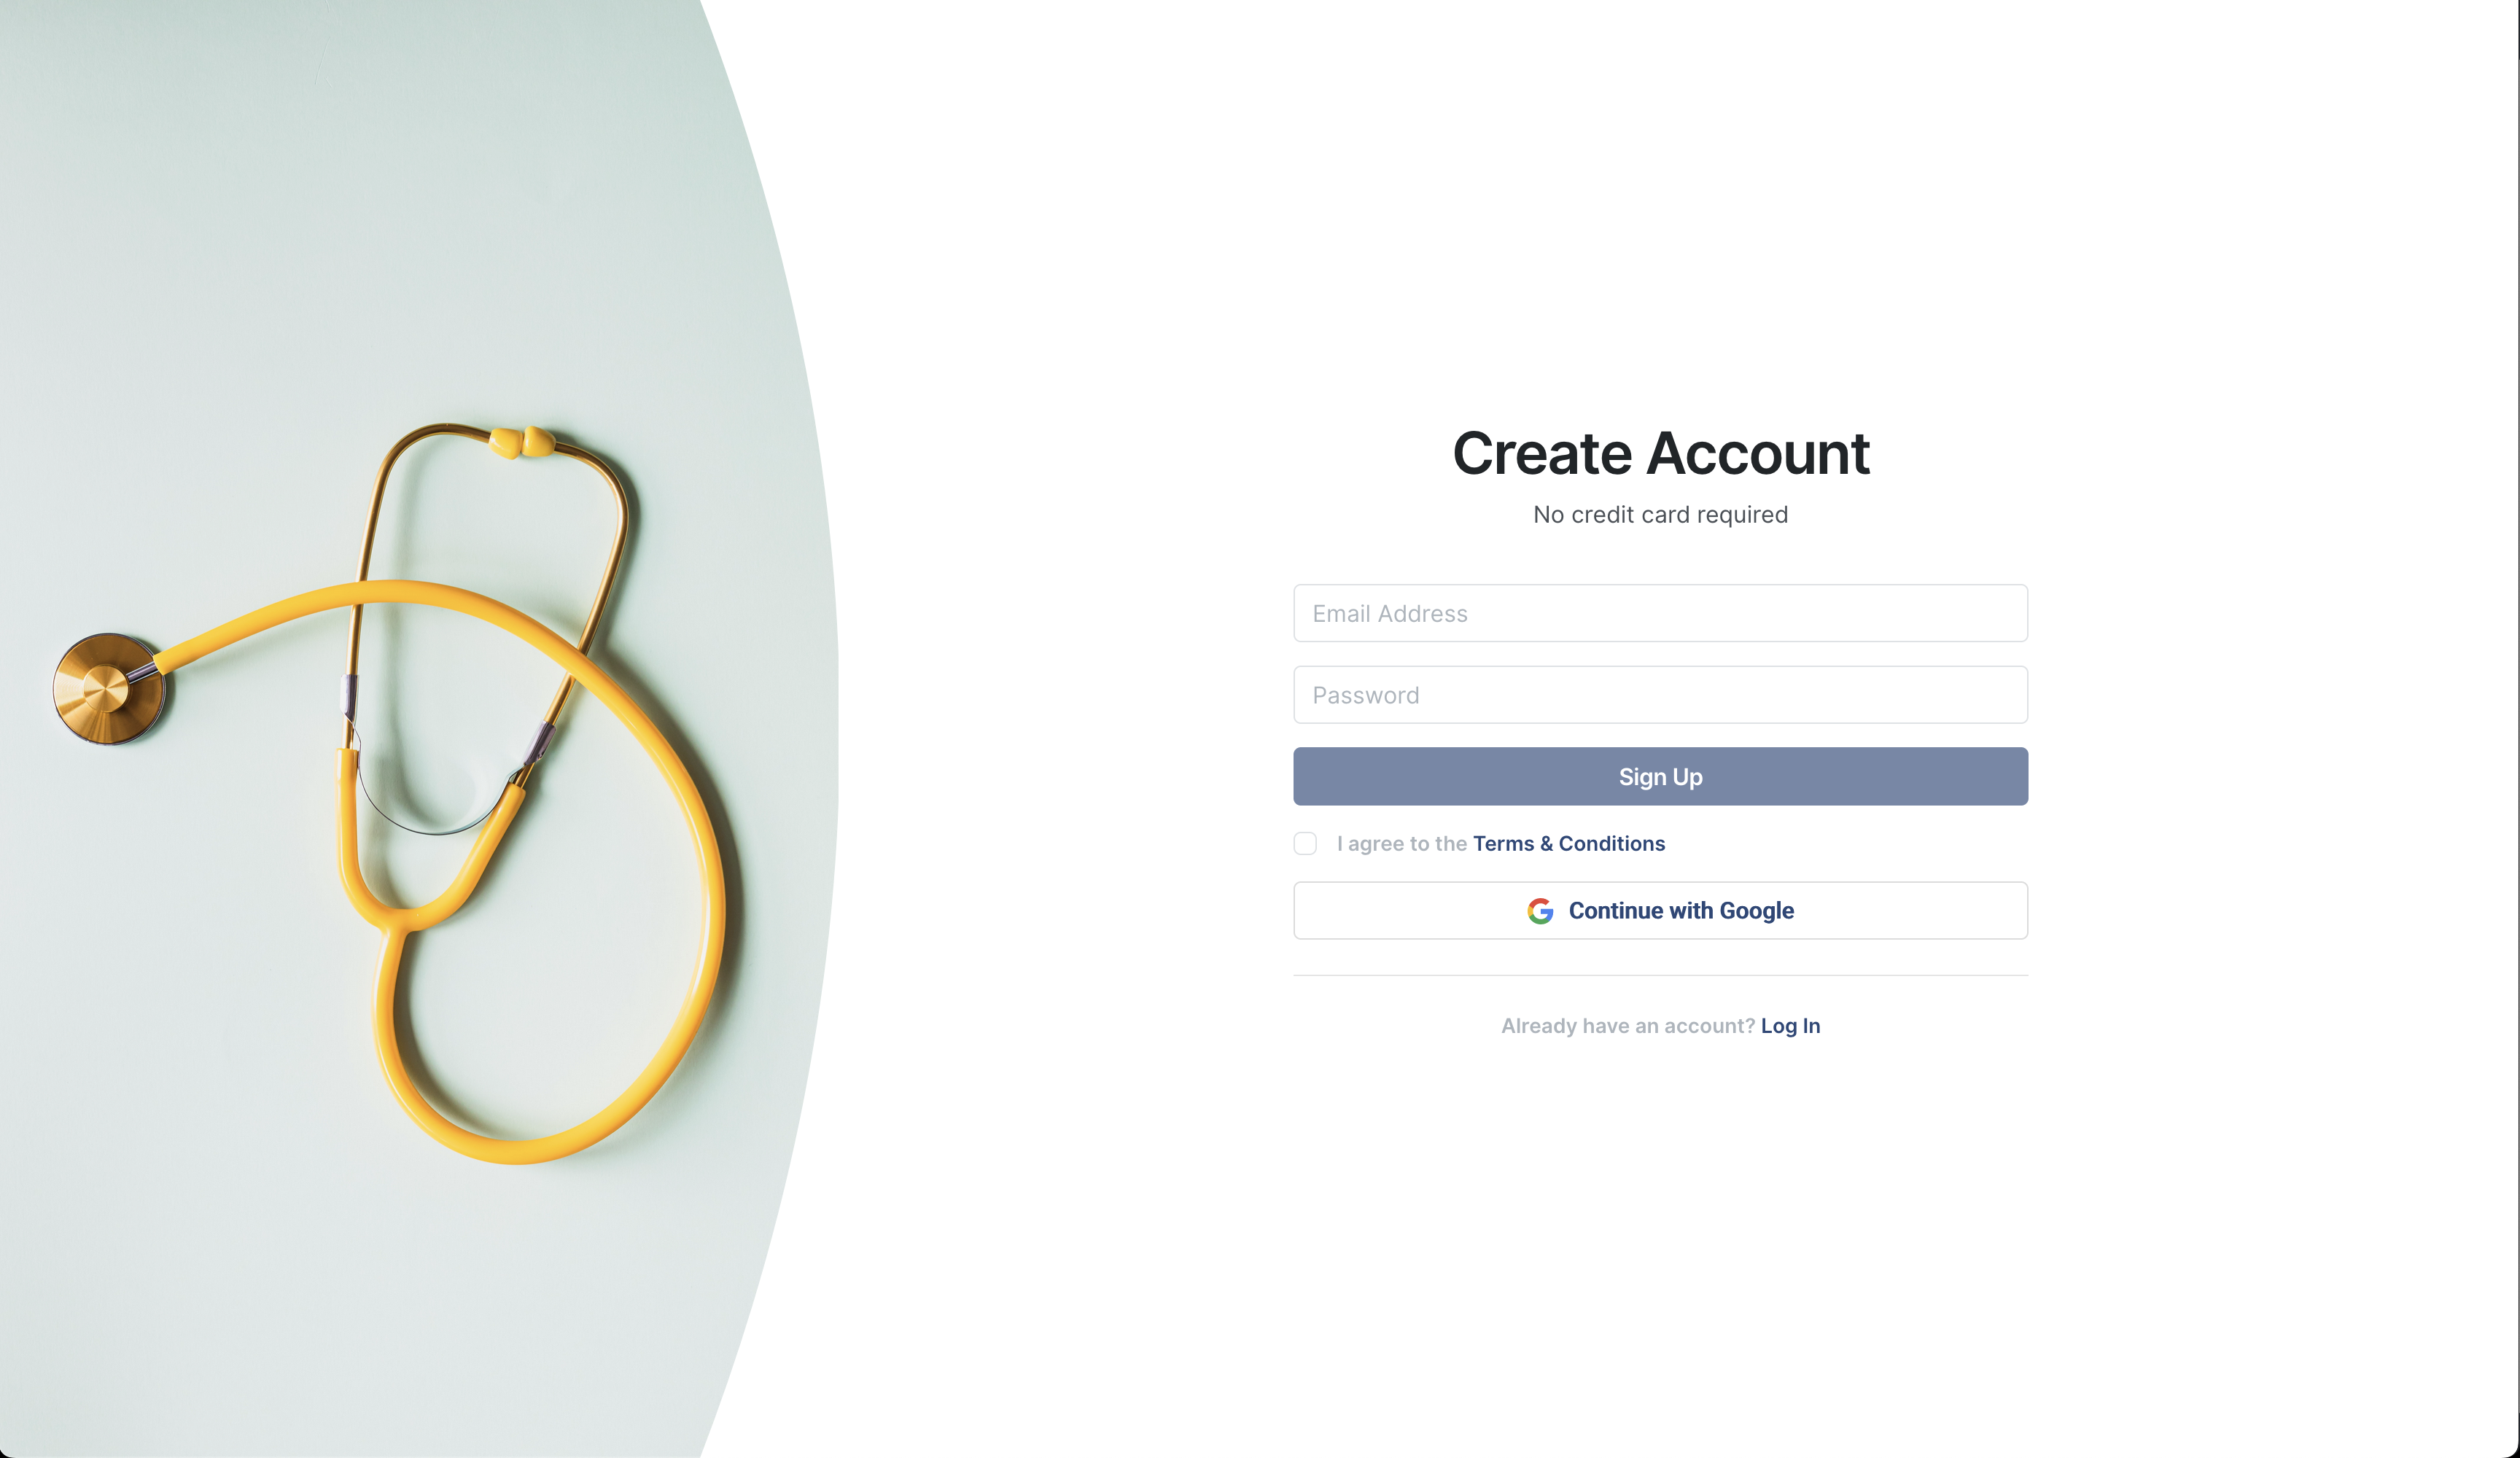 Create Account
No credit card required
Email Address
Password
Sign Up
I agree to the Terms & Conditions
Continue with Google
Already have an account? Log In